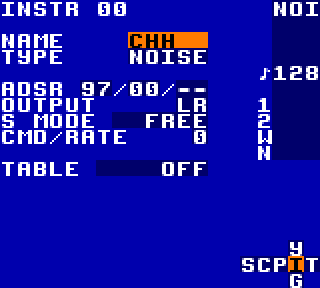 INSTR 00 NOI
NAME CHH
TYPE NOISE
♪128
ADSR 97/00/--
OUTPUT LR 1
S MODE FREE 2
CMD/RATE 0 W
N
TABLE OFF
Y
SCPIT
G